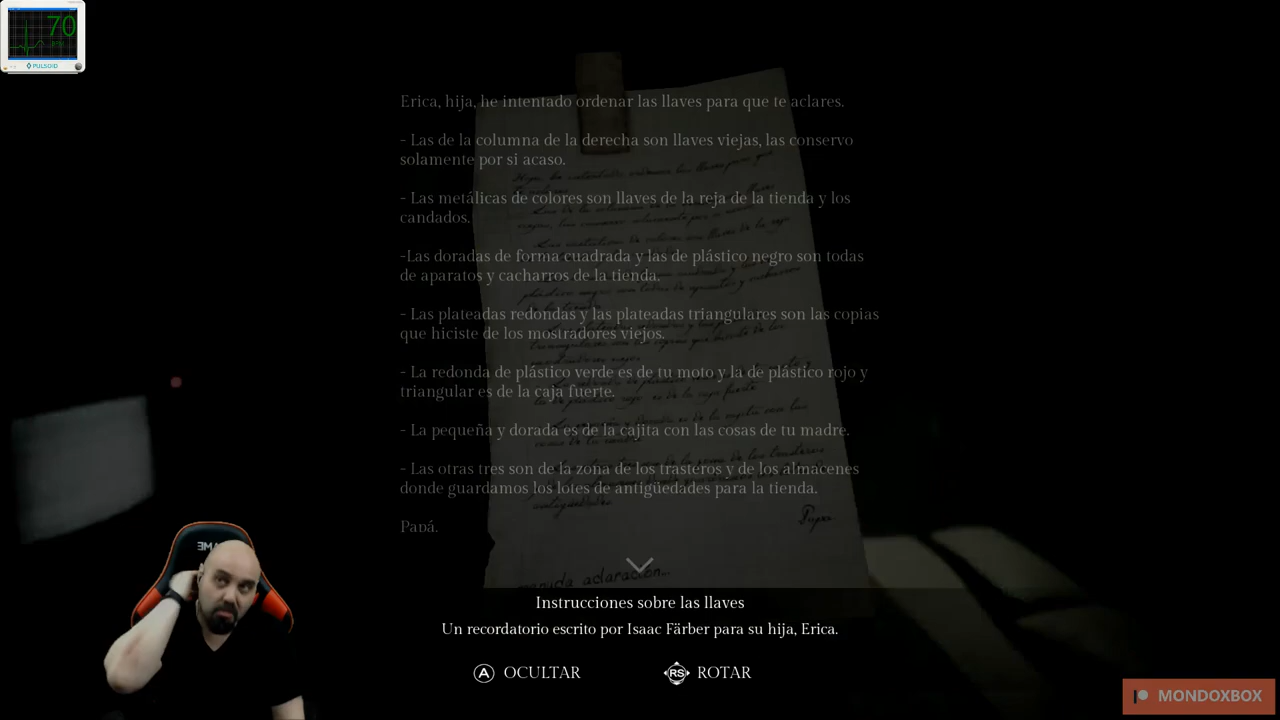 70
PULSOID
Erica, hija, he intentado ordenar las llaves para que te aclares.
- Las de la columna de la derecha son llaves viejas, las conservo
solamente por si acaso.
- Las metálicas de colores son llaves de la reja de la tienda y los
candados.
-Las doradas de forma cuadrada y las de plástico negro son todas
de aparatos y cacharros de la tienda.
- Las plateadas redondas y las plateadas triangulares son las copias
que hiciste de los mostradores viejos.
- La redonda de plástico verde es de tu moto y la de plástico rojo y
triangular es de la caja fuerte.
- La pequeña y dorada es de la cajita con las cosas de tu madre.
- Las otras tres son de la zona de los trasteros y de los almacenes
donde guardamos los lotes de antigüedades para la tienda.
Papá.
Papa
aclaración...
Instrucciones sobre las llaves
Un recordatorio escrito por Isaac Färber para su hija, Erica.
A OCULTAR
RS ROTAR
MONDOXBOX